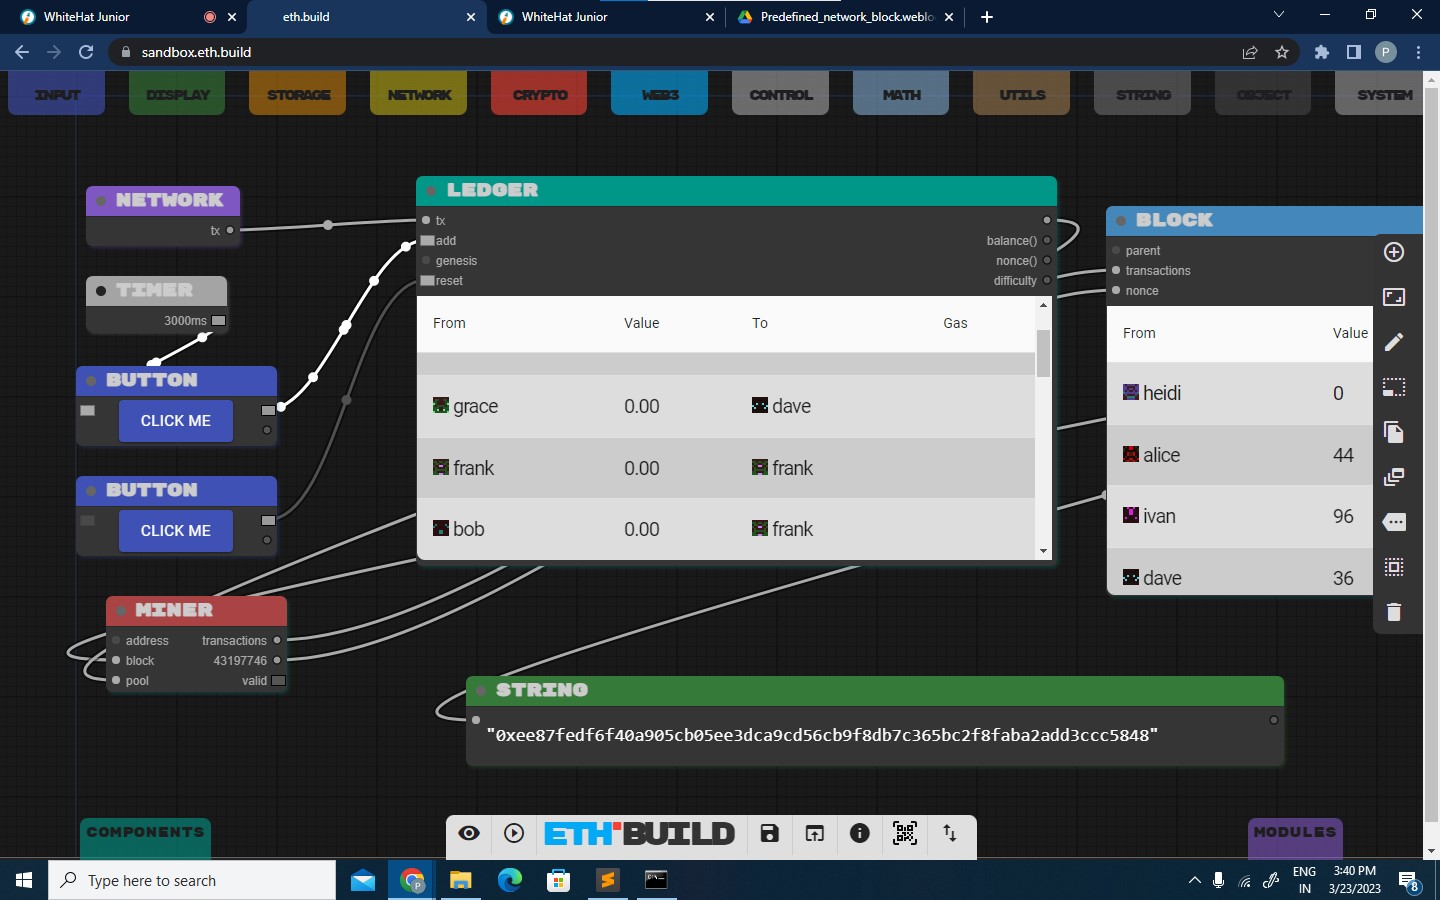 WhiteHat Junior
eth.build
WhiteHat Junior
Predefined_network_block.weblo
sandbox.eth.build
P
INPUT
DISPLAY
STORAGE
NETWORK
CRYPTO
WEB3
CONTROL
MATH
UTILS
STRING
OBJECT
SYSTEM
NETWORK
tx
TIMER
3000ms
BUTTON
CLICK ME
BUTTON
CLICK ME
MINER
address transactions
block 43197746
pool valid
LEDGER
tx
add balance()
genesis nonce()
reset difficulty
From Value To Gas
grace 0.00 dave
frank 0.00 frank
bob 0.00 frank
BLOCK
parent
transactions
nonce
From Value
heidi 0
alice 44
ivan 96
dave 36
STRING
"0xee87fedf6f40a905cb05ee3dca9cd56cb9f8db7c365bc2f8faba2add3ccc5848"
COMPONENTS
ETH BUILD
MODULES
Type here to search
P
ENG
IN
3:40 PM
3/23/2023
8